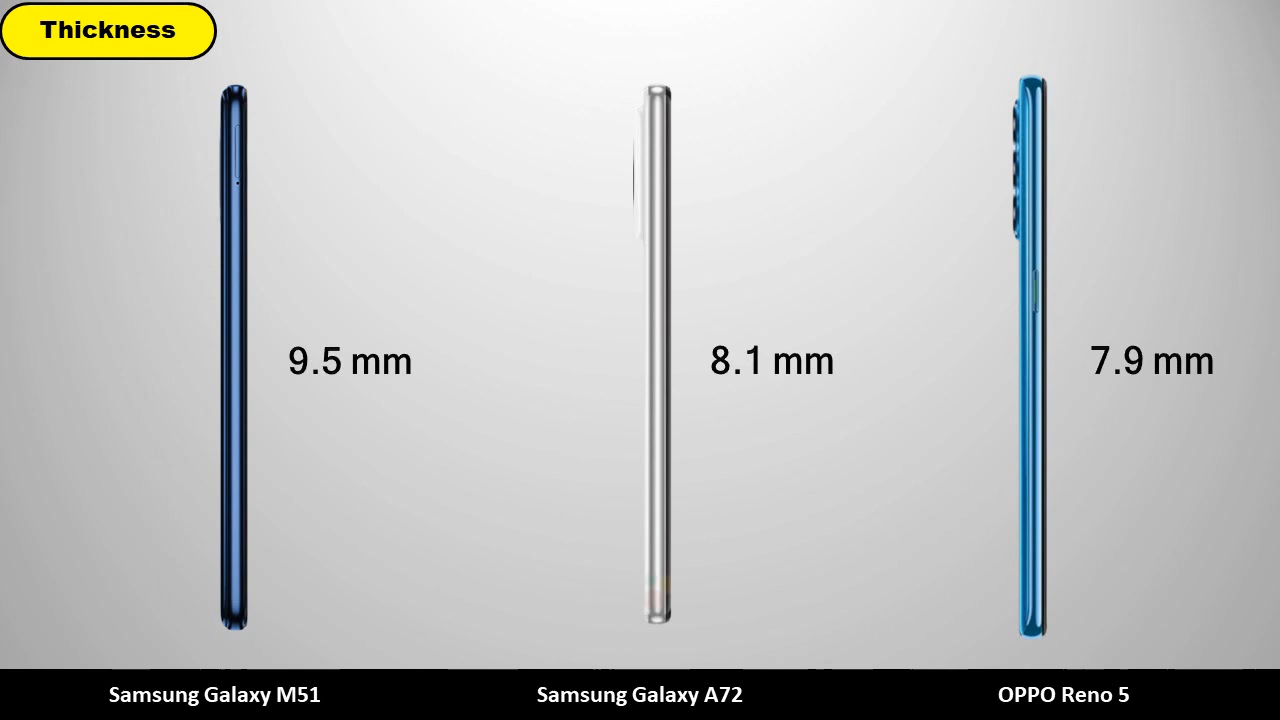 Thickness
9.5 mm
8.1 mm
7.9 mm
Samsung Galaxy M51
Samsung Galaxy A72
OPPO Reno 5